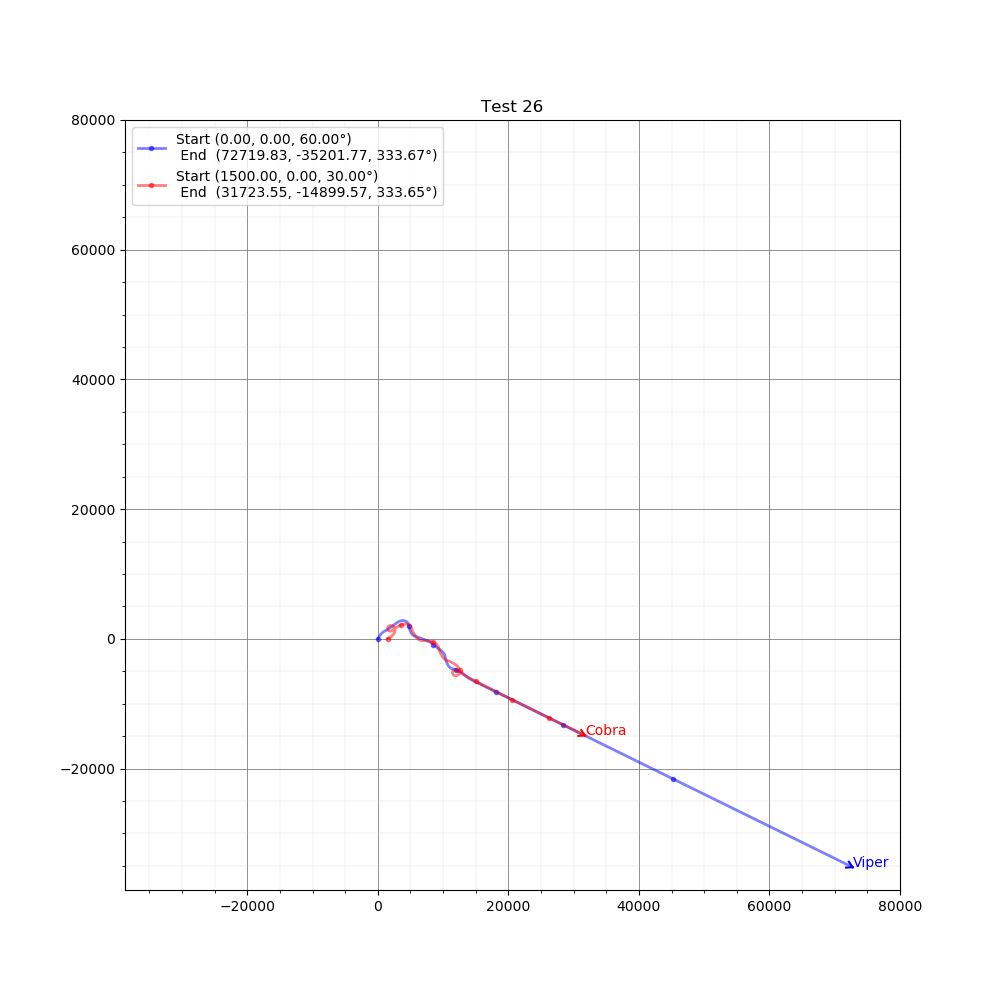 Test 26
80000
Start (0.00, 0.00, 60.00°)
End  (72719.83, -35201.77, 333.67°)
Start (1500.00, 0.00, 30.00°)
End  (31723.55, -14899.57, 333.65°)
60000
40000
20000
0
Cobra
−20000
Viper
−20000 0 20000 40000 60000 80000